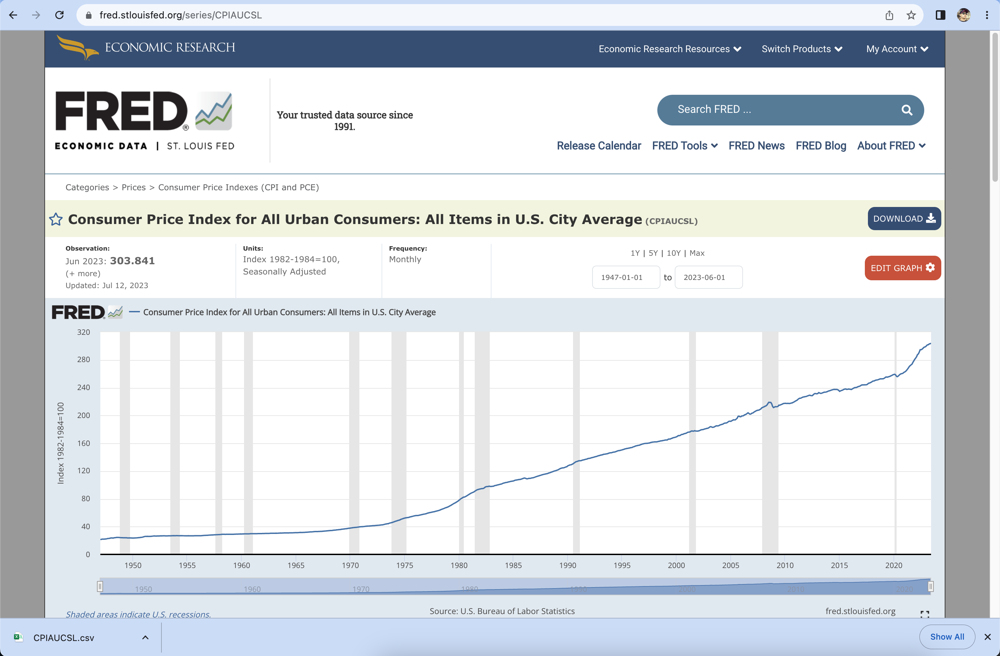 fred.stlouisfed.org/series/CPIAUCSL
ECONOMIC RESEARCH
Economic Research Resources
Switch Products
My Account
FRED®
ECONOMIC DATA | ST. LOUIS FED
Your trusted data source since
1991.
Search FRED ...
Release Calendar FRED Tools FRED News FRED Blog About FRED
Categories > Prices > Consumer Price Indexes (CPI and PCE)
Consumer Price Index for All Urban Consumers: All Items in U.S. City Average (CPIAUCSL)
DOWNLOAD
Observation:
Jun 2023: 303.841
(+ more)
Updated: Jul 12, 2023
Units:
Index 1982-1984=100,
Seasonally Adjusted
Frequency:
Monthly
1Y | 5Y | 10Y | Max
1947-01-01 to 2023-06-01
EDIT GRAPH
FRED® Consumer Price Index for All Urban Consumers: All Items in U.S. City Average
320
280
240
200
160
120
80
40
0
Index 1982-1984=100
1950 1955 1960 1965 1970 1975 1980 1985 1990 1995 2000 2005 2010 2015 2020
1950 1960 1970 1980 1990 2000 2010 2020
Shaded areas indicate U.S. recessions.
Source: U.S. Bureau of Labor Statistics
fred.stlouisfed.org
CPIAUCSL.csv
Show All